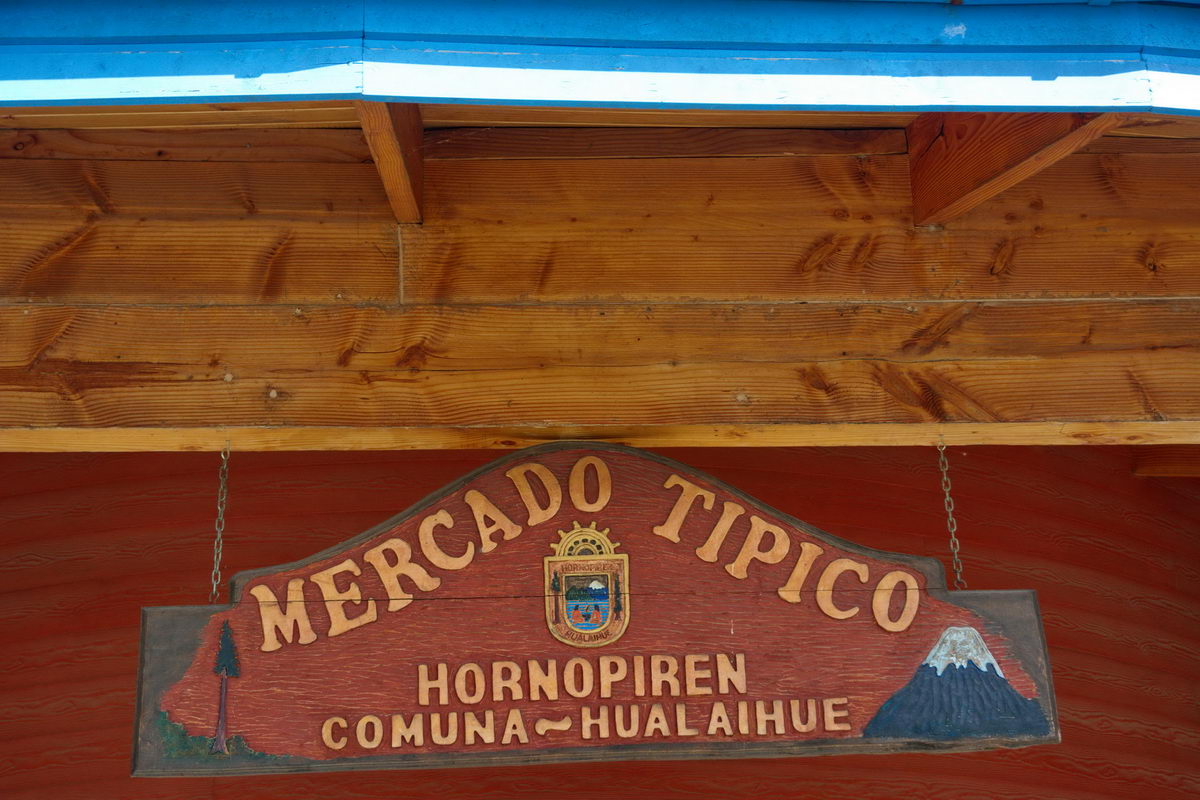 MERCADO TIPICO
HORNOPIREN
HUALAIHUE
HORNOPIREN
COMUNA ~ HUALAIHUE